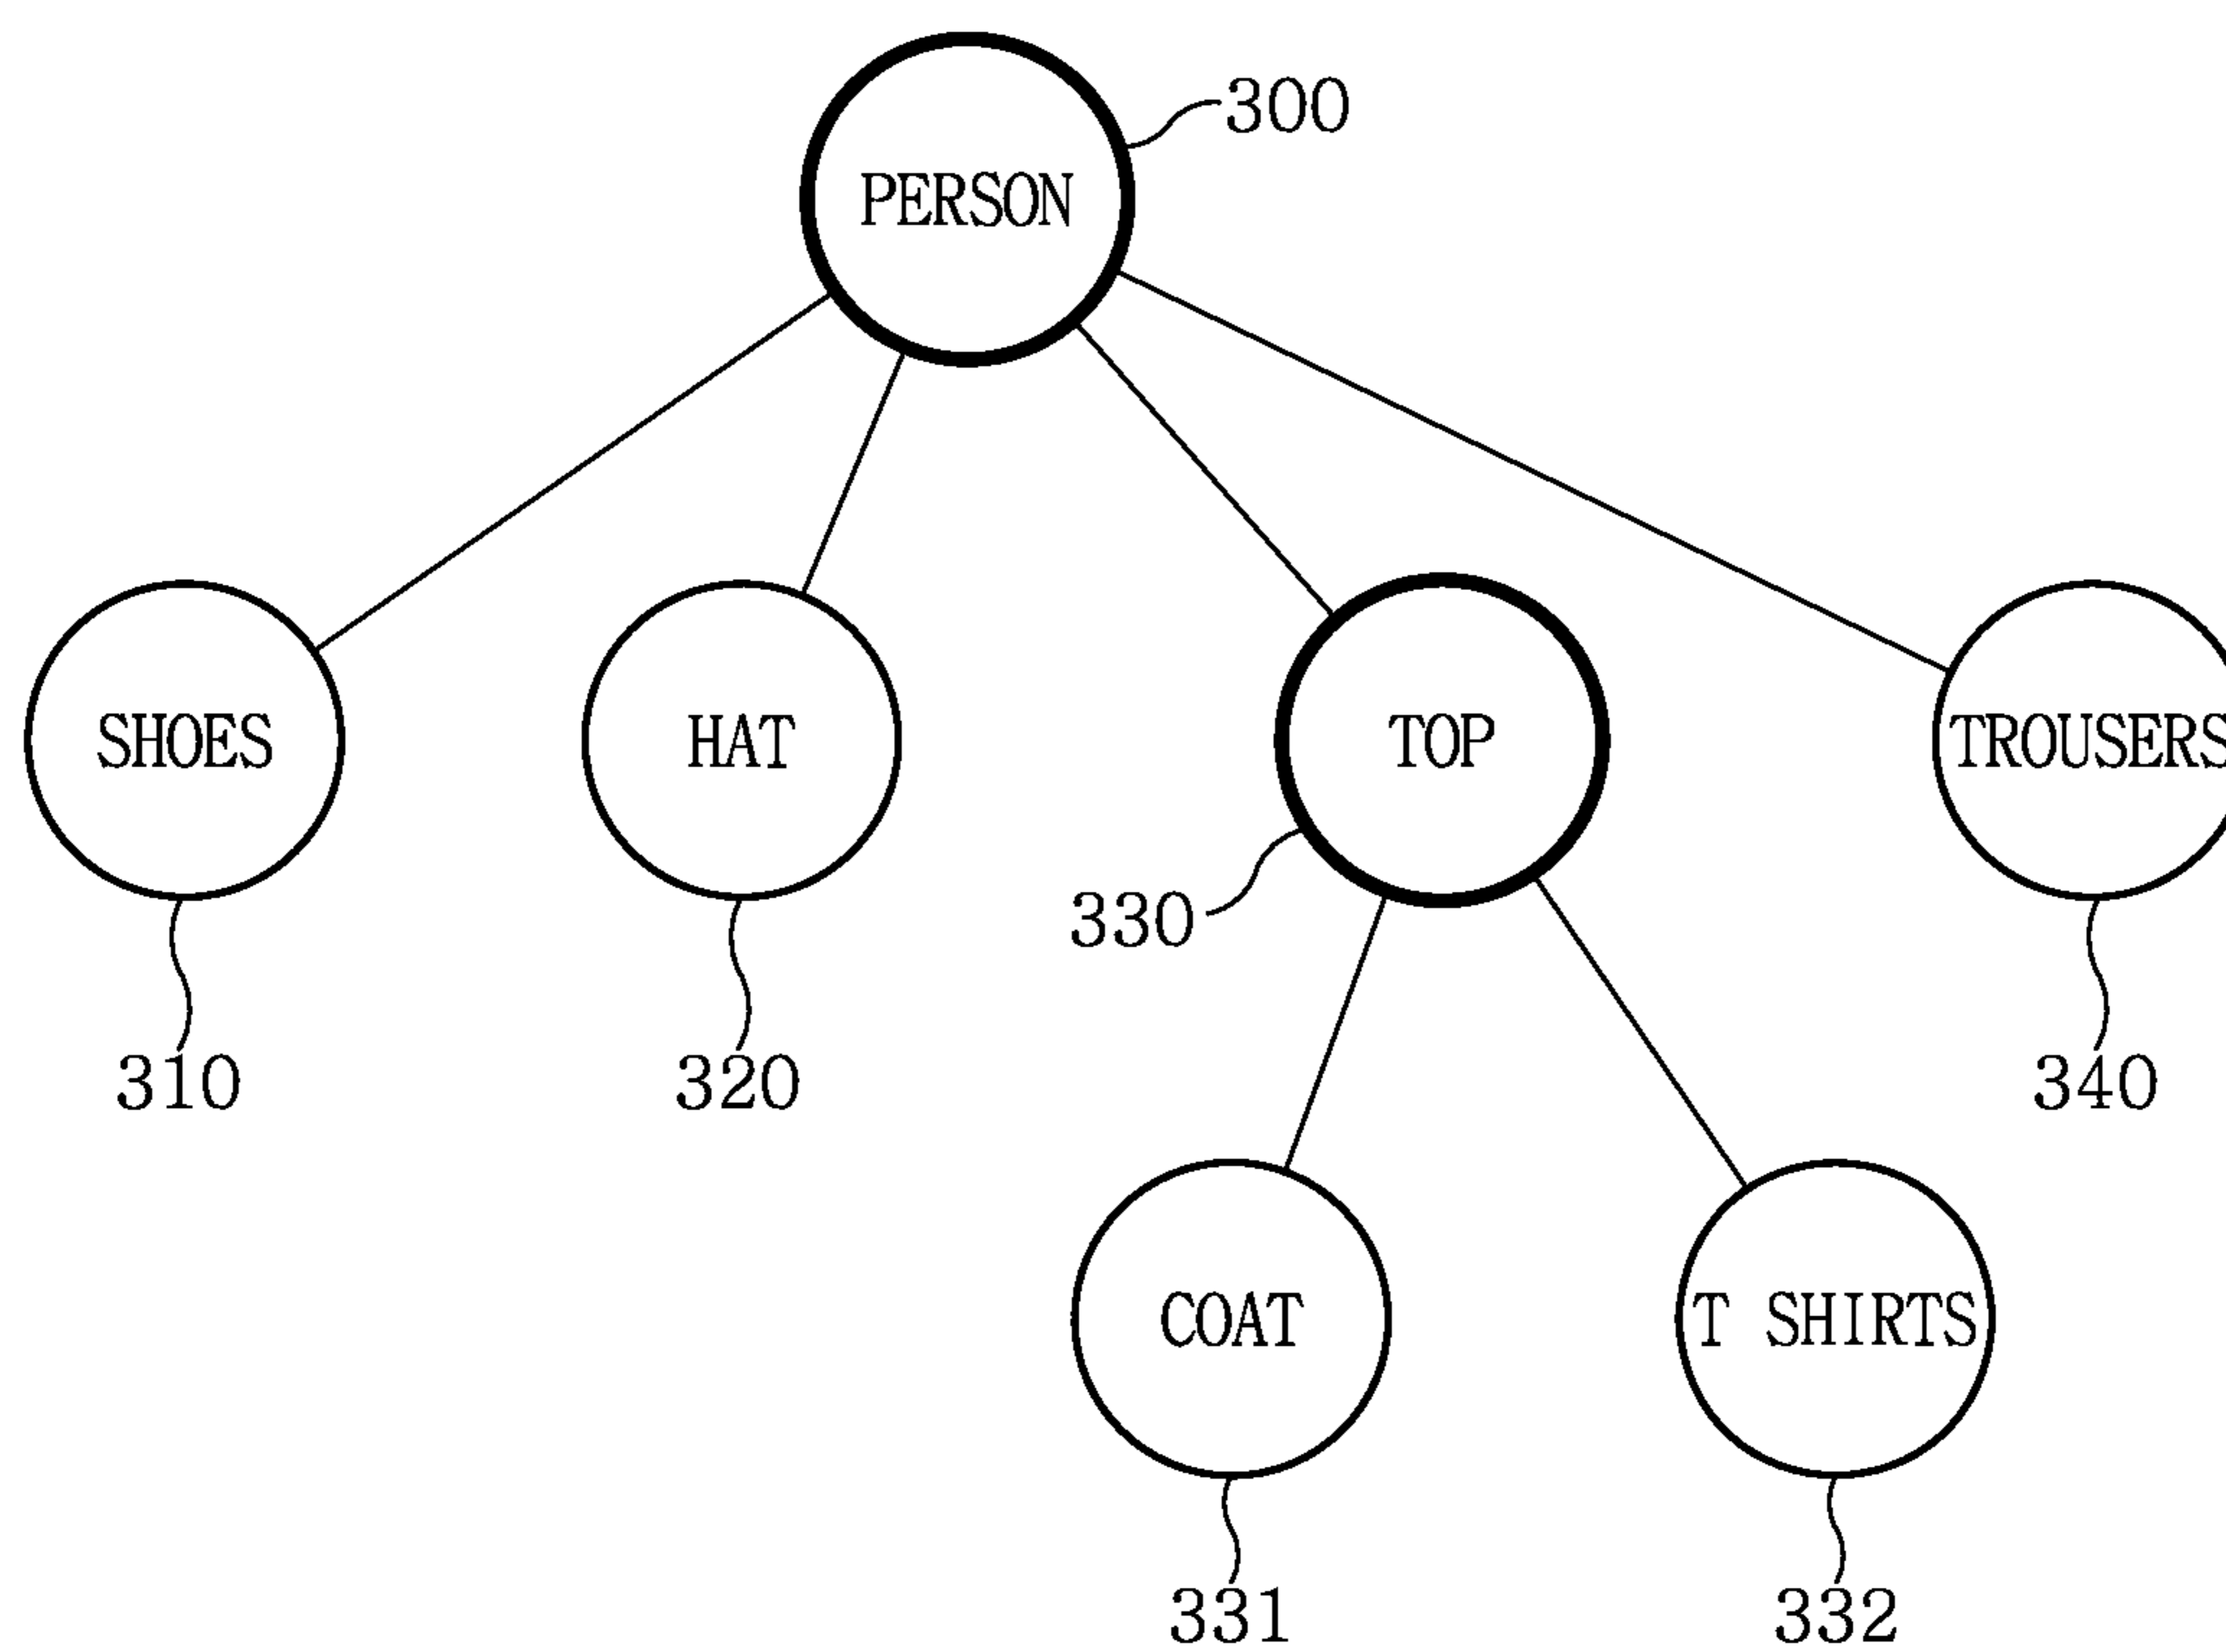 300
PERSON
SHOES
HAT
TOP
TROUSERS
330
310
320
340
COAT
T SHIRTS
331
332